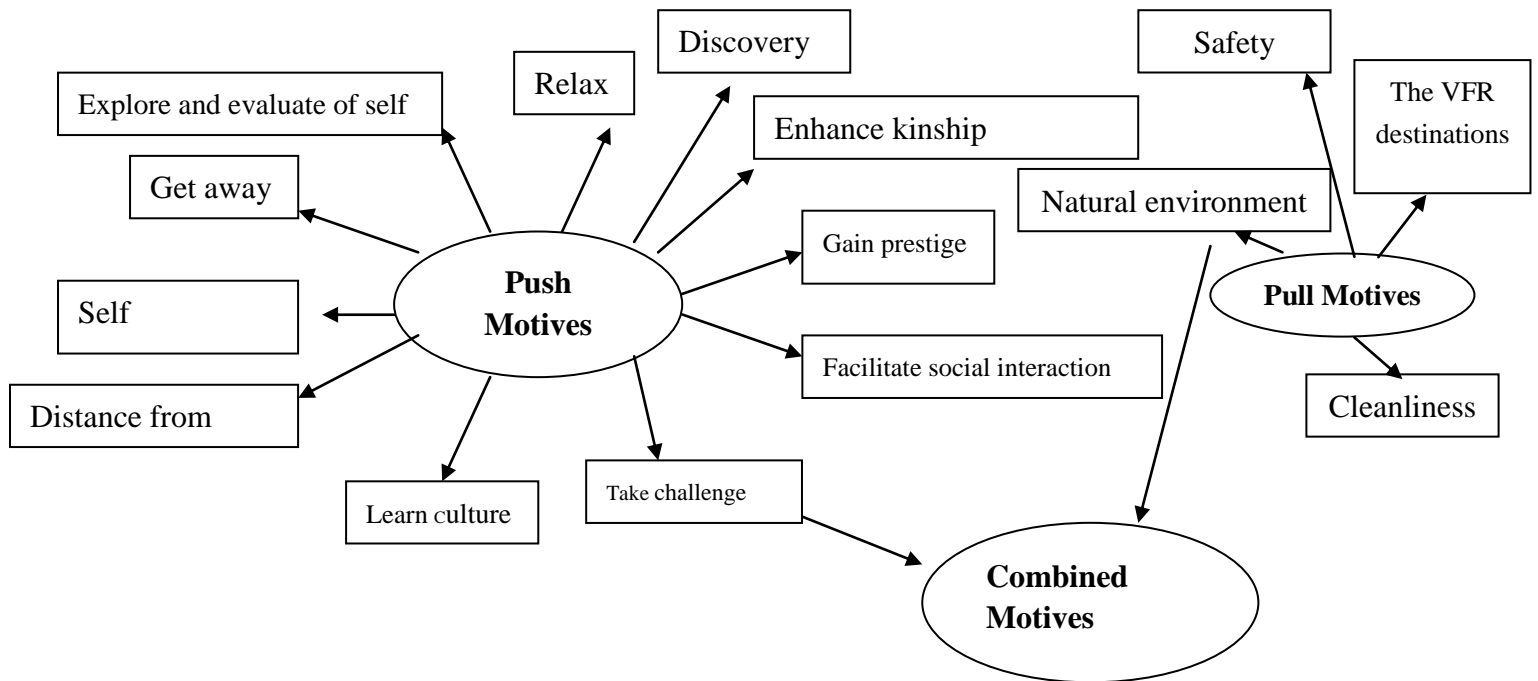 Discovery
Safety
Relax
The VFR
destinations
Explore and evaluate of self
Enhance kinship
Get away
Natural environment
Gain prestige
Push
Motives
Pull Motives
Self
Facilitate social interaction
Distance from
Cleanliness
Take challenge
Learn culture
Combined
Motives